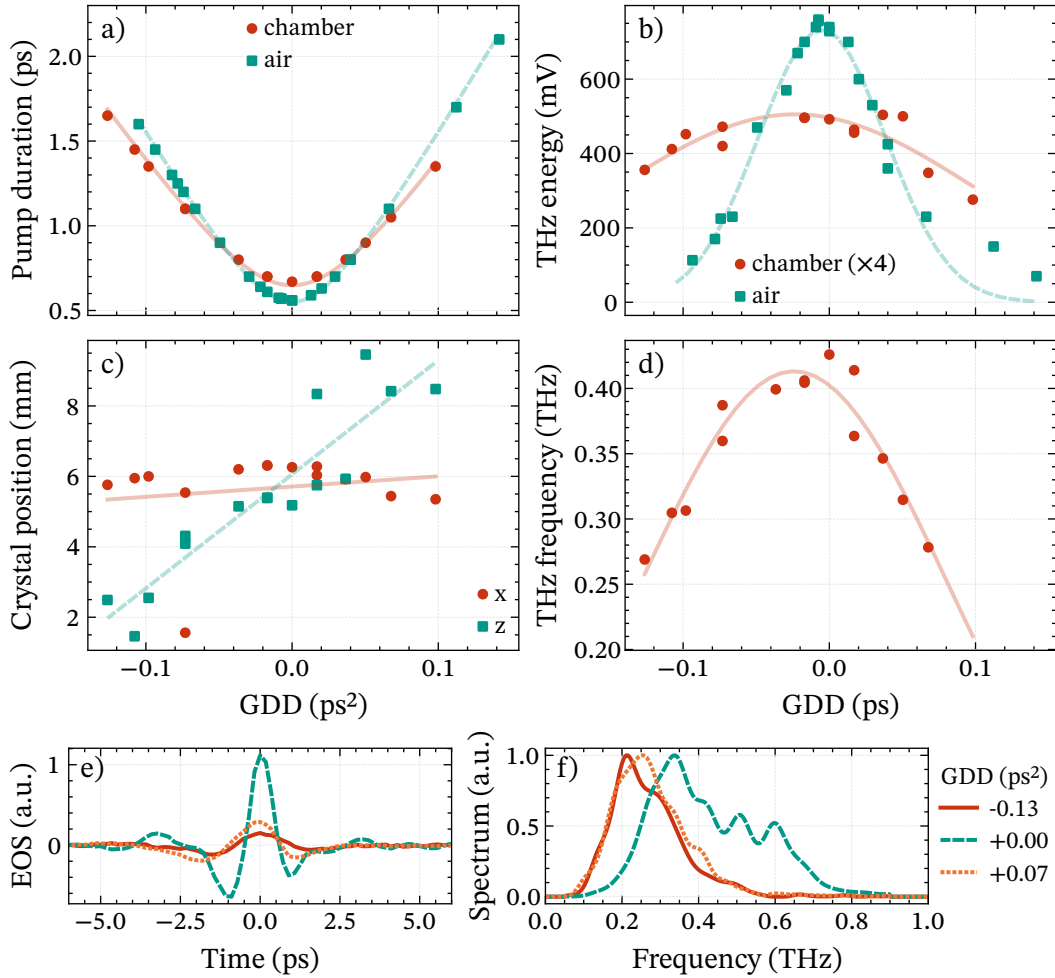 a)
chamber
air
Pump duration (ps)
2.0
1.5
1.0
0.5
b)
THz energy (mV)
600
400
200
0
chamber (×4)
air
c)
Crystal position (mm)
8
6
4
2
x
z
−0.1
0.0
0.1
GDD (ps²)
d)
THz frequency (THz)
0.40
0.35
0.30
0.25
0.20
−0.1
0.0
0.1
GDD (ps)
e)
EOS (a.u.)
1
0
−5.0
−2.5
0.0
2.5
5.0
Time (ps)
f)
Spectrum (a.u.)
1.0
0.5
0.0
0.0
0.2
0.4
0.6
0.8
1.0
Frequency (THz)
GDD (ps²)
-0.13
+0.00
+0.07